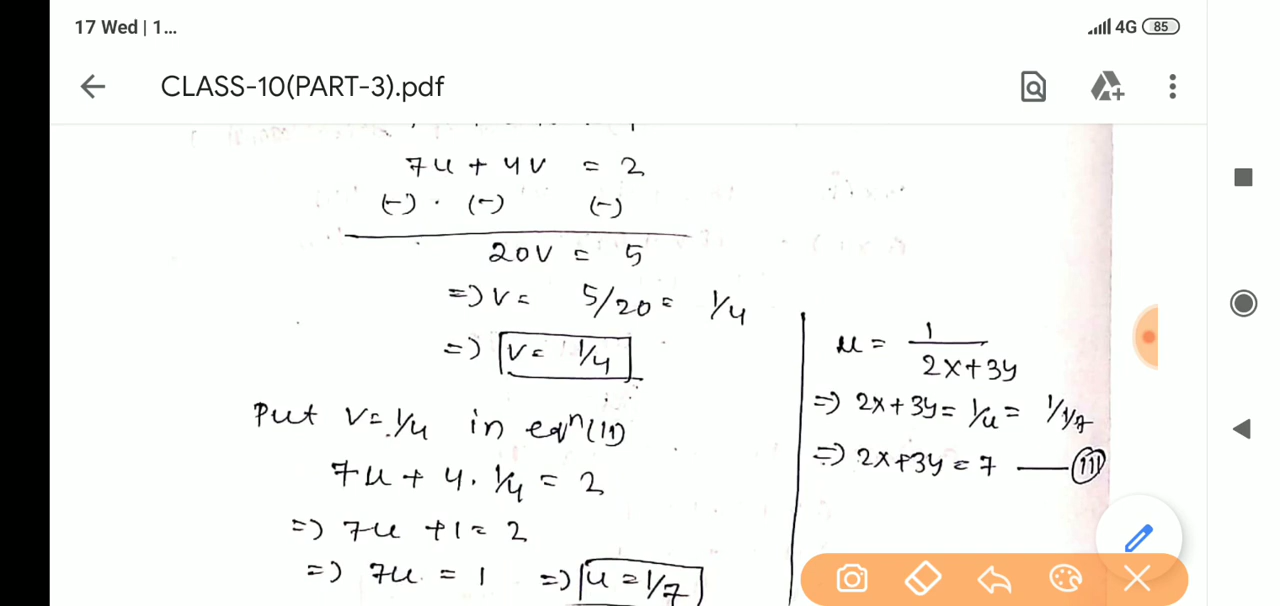 17 Wed | 1...
4G 85
CLASS-10(PART-3).pdf
7u + 4v = 2
(-) (-) (-)
20v = 5
=> v = 5/20 = 1/4
=> v = 1/4
Put v = 1/4 in eqn (11)
7u + 4. 1/4 = 2
=> 7u + 1 = 2
=> 7u = 1 => u = 1/7
u = 1/(2x+3y)
=> 2x + 3y = 1/u = 1/1/7
=> 2x+3y = 7 — (111)